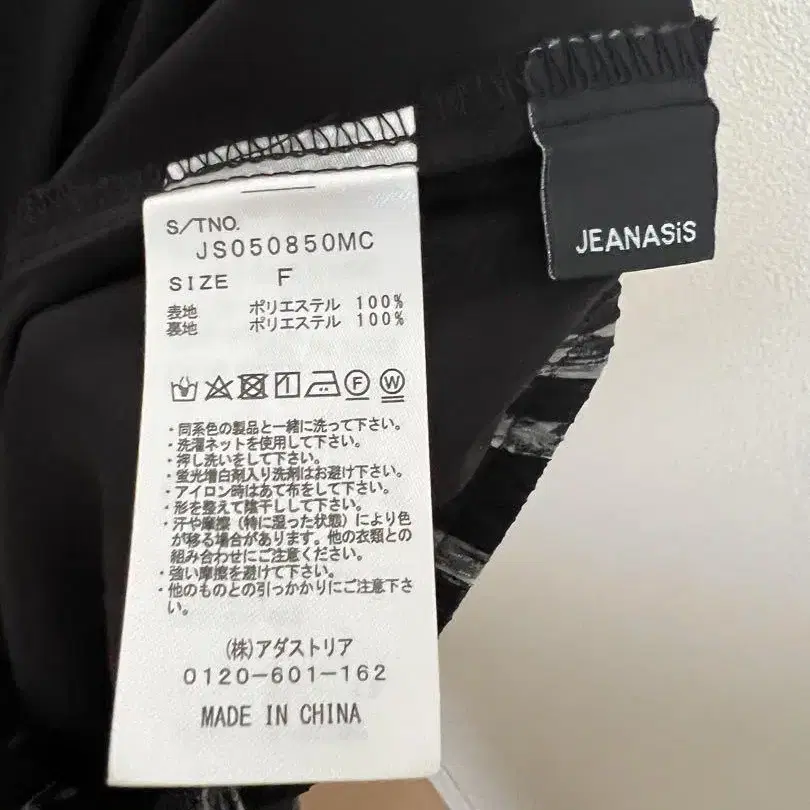 JEANASiS
S/TNO.
JS050850MC
SIZE F
表地 ポリエステル 100%
裏地 ポリエステル 100%
・同系色の製品と一緒に洗って下さい。
・洗濯ネットを使用して下さい。
・押し洗いをして下さい。
・蛍光増白剤入り洗剤はお避け下さい。
・アイロン時はあて布をして下さい。
・形を整えて陰干しして下さい。
・汗や摩擦（特に湿った状態）により色
が移る場合があります。他の衣類との
組み合わせにご注意ください。
・強い摩擦を避けて下さい。
・他のものとの引っかかりにご注意下さ
い。
(株)アダストリア
0120-601-162
MADE IN CHINA